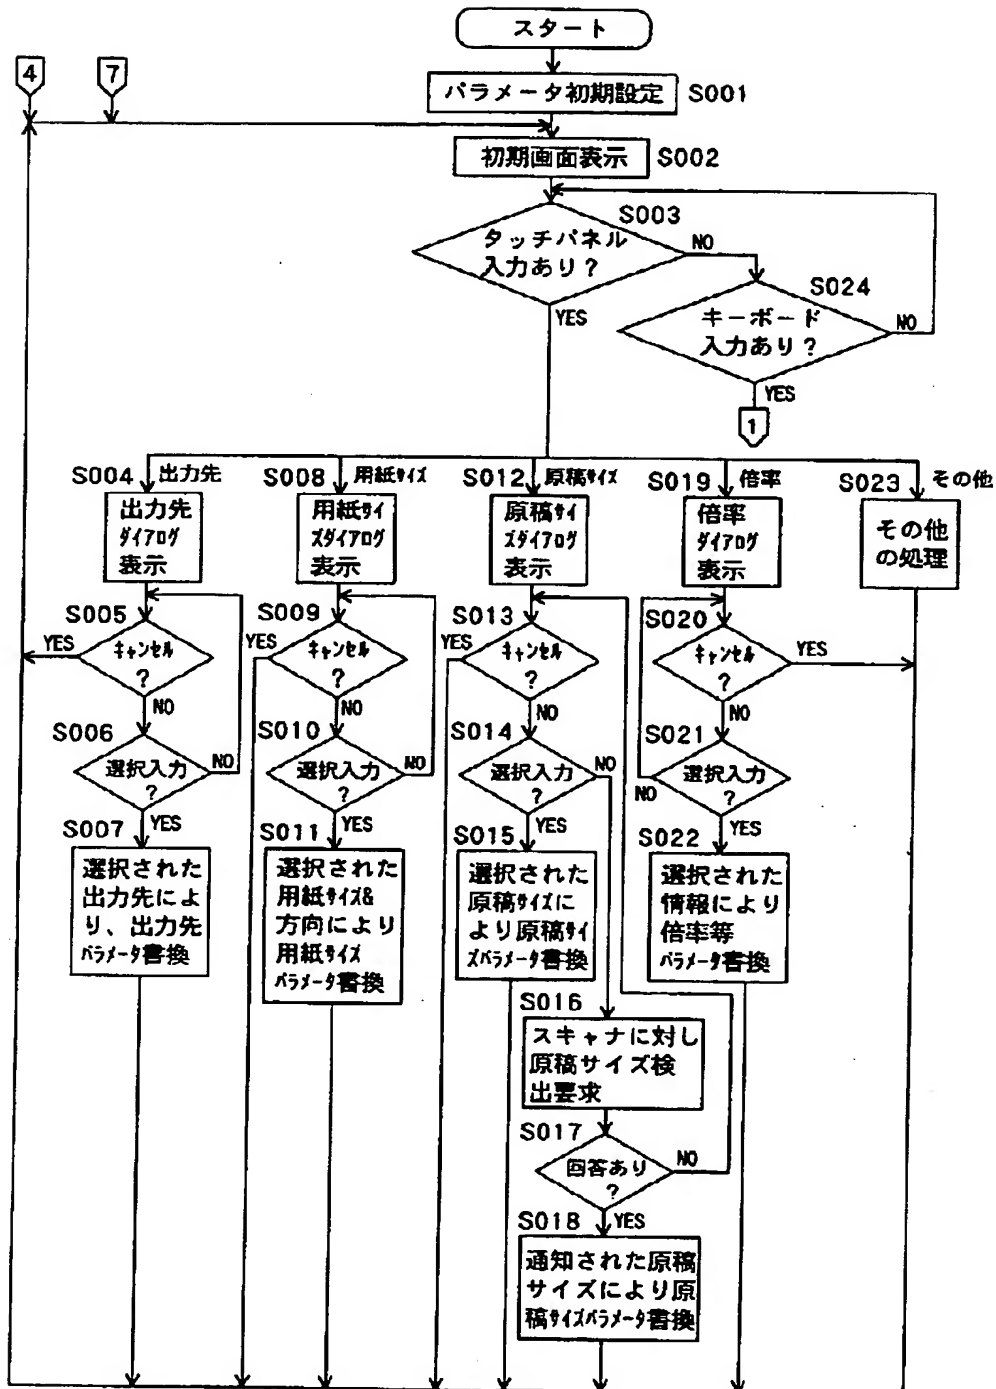 スタート
4
7
パラメータ初期設定 S001
初期画面表示 S002
S003
タッチパネル
入力あり？
NO
YES
S024
キーボード
入力あり？
NO
YES
1
S004 出力先
出力先
ダイアログ
表示
S005
キャンセル
？
YES
NO
S006
選択入力
？
NO
YES
S007
選択された
出力先によ
り、出力先
パラメータ書換
S008 用紙サイズ
用紙サイ
ズダイアログ
表示
S009
キャンセル
？
YES
NO
S010
選択入力
？
NO
YES
S011
選択された
用紙サイズ&
方向により
用紙サイズ
パラメータ書換
S012 原稿サイズ
原稿サイ
ズダイアログ
表示
S013
キャンセル
？
YES
NO
S014
選択入力
？
NO
YES
S015
選択された
原稿サイズに
より原稿サイ
ズパラメータ書換
S016
スキャナに対し
原稿サイズ検
出要求
S017
回答あり
？
NO
YES
S018
通知された原稿
サイズにより原
稿サイズパラメータ書換
S019 倍率
倍率
ダイアログ
表示
S020
キャンセル
？
YES
NO
S021
選択入力
？
NO
YES
S022
選択された
情報により
倍率等
パラメータ書換
S023 その他
その他
の処理